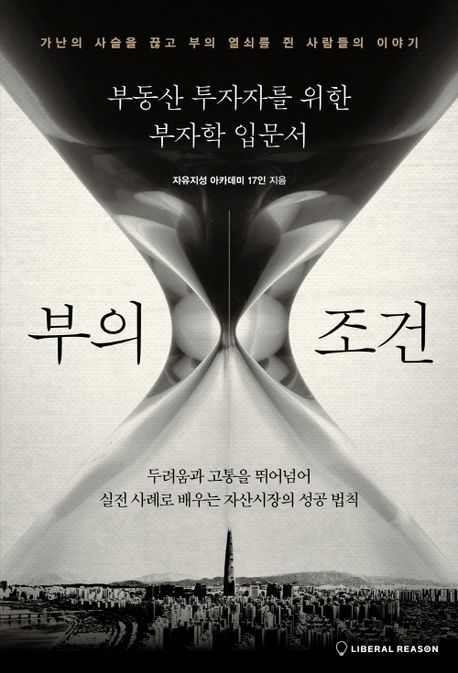 가난의 사슬을 끊고 부의 열쇠를 쥔 사람들의 이야기
부동산 투자자를 위한
부자학 입문서
자유지성 아카데미 17인 지음
부의 조건
두려움과 고통을 뛰어넘어
실전 사례로 배우는 자산시장의 성공 법칙
LIBERAL REASON